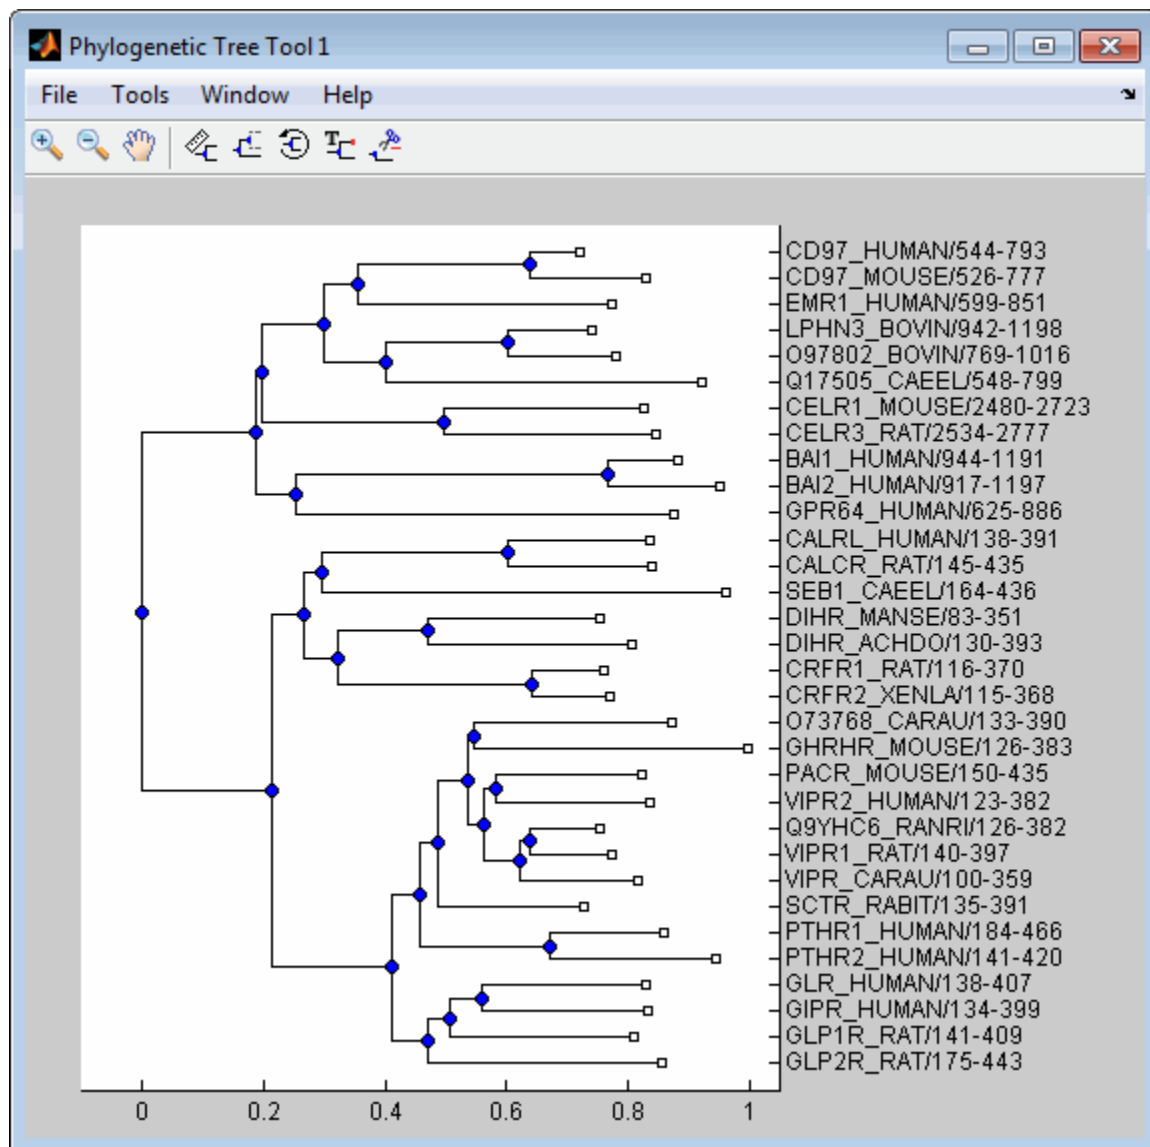 Phylogenetic Tree Tool 1
File Tools Window Help
CD97_HUMAN/544-793
CD97_MOUSE/526-777
EMR1_HUMAN/599-851
LPHN3_BOVIN/942-1198
O97802_BOVIN/769-1016
Q17505_CAEEL/548-799
CELR1_MOUSE/2480-2723
CELR3_RAT/2534-2777
BAI1_HUMAN/944-1191
BAI2_HUMAN/917-1197
GPR64_HUMAN/625-886
CALRL_HUMAN/138-391
CALCR_RAT/145-435
SEB1_CAEEL/164-436
DIHR_MANSE/83-351
DIHR_ACHDO/130-393
CRFR1_RAT/116-370
CRFR2_XENLA/115-368
O73768_CARAU/133-390
GHRHR_MOUSE/126-383
PACR_MOUSE/150-435
VIPR2_HUMAN/123-382
Q9YHC6_RANRI/126-382
VIPR1_RAT/140-397
VIPR_CARAU/100-359
SCTR_RABIT/135-391
PTHR1_HUMAN/184-466
PTHR2_HUMAN/141-420
GLR_HUMAN/138-407
GIPR_HUMAN/134-399
GLP1R_RAT/141-409
GLP2R_RAT/175-443
0 0.2 0.4 0.6 0.8 1